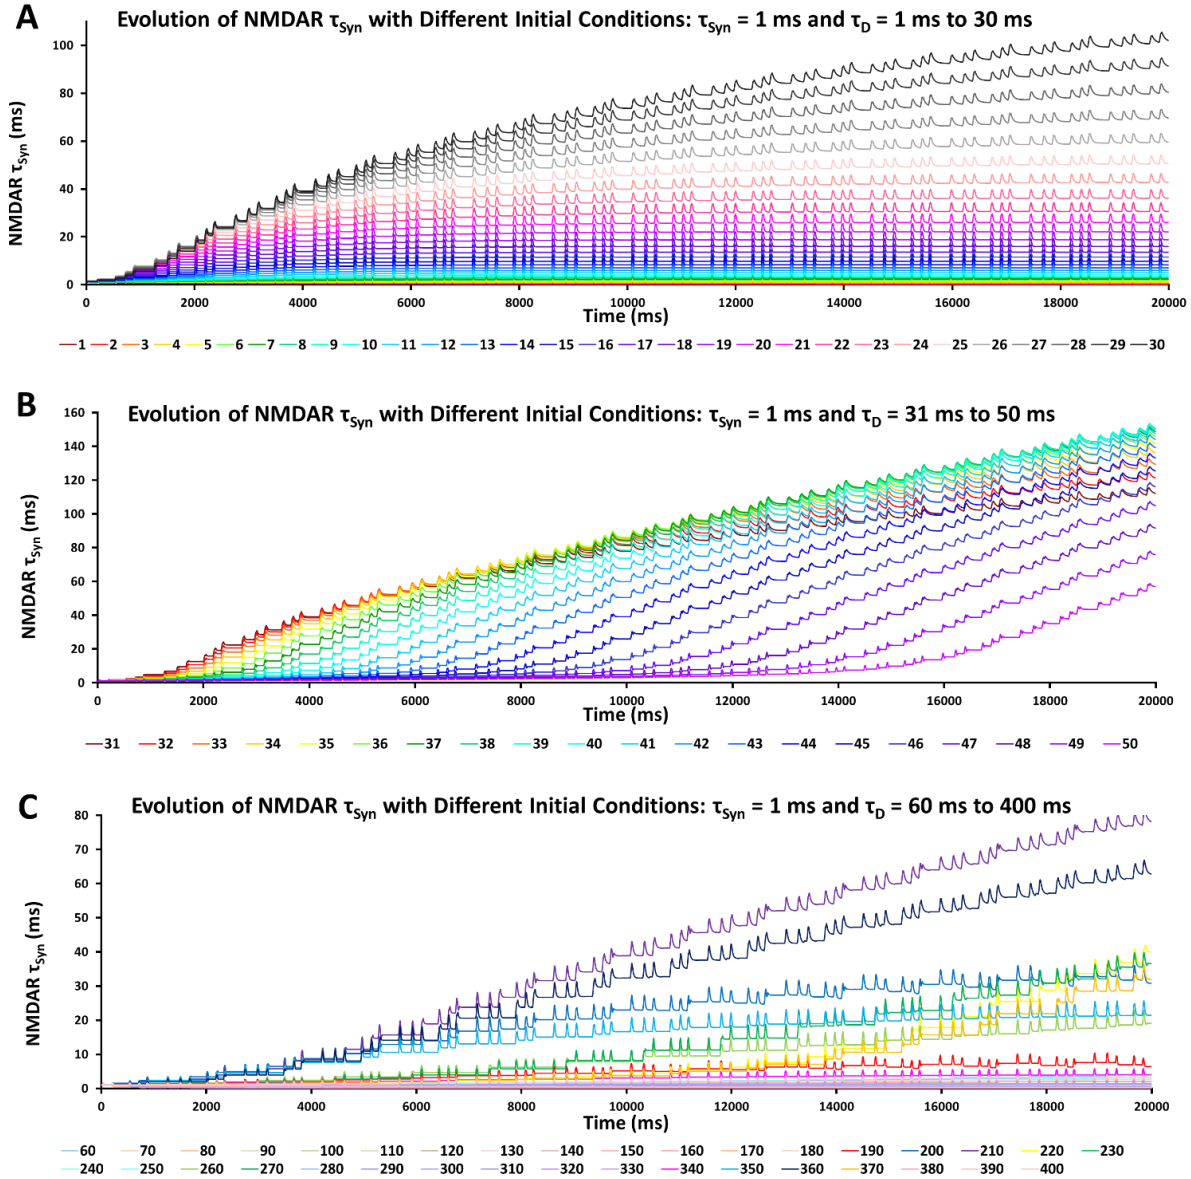 A
Evolution of NMDAR τSyn with Different Initial Conditions: τSyn = 1 ms and τD = 1 ms to 30 ms
NMDAR τSyn (ms)
100
80
60
40
20
0
0 2000 4000 6000 8000 10000 12000 14000 16000 18000 20000
Time (ms)
1 2 3 4 5 6 7 8 9 10 11 12 13 14 15 16 17 18 19 20 21 22 23 24 25 26 27 28 29 30
B
Evolution of NMDAR τSyn with Different Initial Conditions: τSyn = 1 ms and τD = 31 ms to 50 ms
NMDAR τSyn (ms)
160
140
120
100
80
60
40
20
0
0 2000 4000 6000 8000 10000 12000 14000 16000 18000 20000
Time (ms)
31 32 33 34 35 36 37 38 39 40 41 42 43 44 45 46 47 48 49 50
C
Evolution of NMDAR τSyn with Different Initial Conditions: τSyn = 1 ms and τD = 60 ms to 400 ms
NMDAR τSyn (ms)
80
70
60
50
40
30
20
10
0
0 2000 4000 6000 8000 10000 12000 14000 16000 18000 20000
Time (ms)
60 70 80 90 100 110 120 130 140 150 160 170 180 190 200 210 220 230
240 250 260 270 280 290 300 310 320 330 340 350 360 370 380 390 400